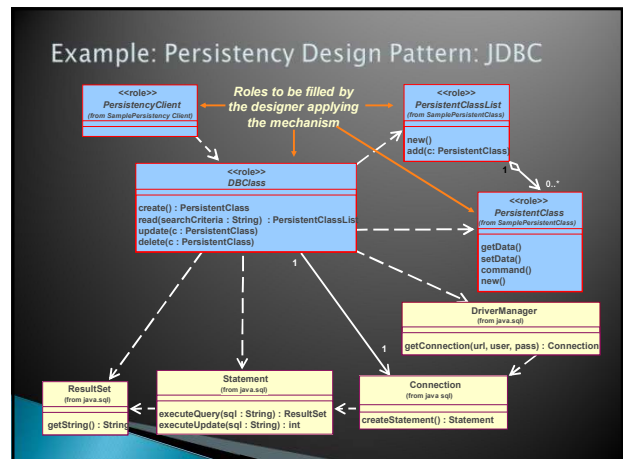 Example: Persistency Design Pattern: JDBC
<<role>>
PersistencyClient
(from SamplePersistency Client)
Roles to be filled by
the designer applying
the mechanism
<<role>>
PersistentClassList
(from SamplePersistentClass)
new()
add(c: PersistentClass)
1
0..*
<<role>>
DBClass
create() : PersistentClass
read(searchCriteria : String) : PersistentClassList
update(c : PersistentClass)
delete(c : PersistentClass)
1
<<role>>
PersistentClass
(from SamplePersistentClass)
getData()
setData()
command()
new()
DriverManager
(from java.sql)
getConnection(url, user, pass) : Connection
1
ResultSet
(from java.sql)
getString() : String
Statement
(from java.sql)
executeQuery(sql : String) : ResultSet
executeUpdate(sql : String) : int
Connection
(from java.sql)
createStatement() : Statement